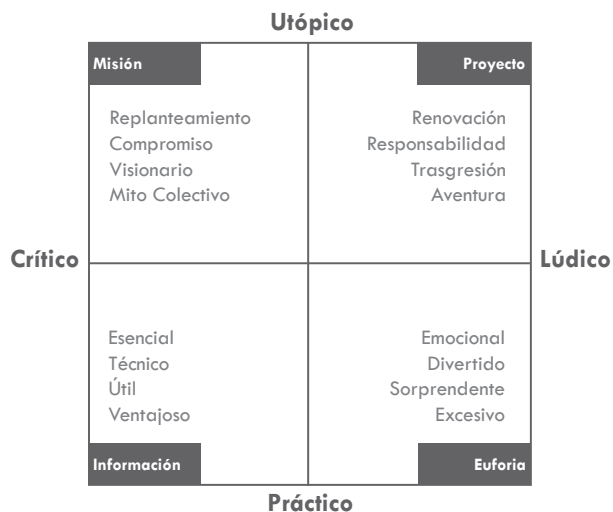 Utópico
Misión
Proyecto
Replanteamiento
Compromiso
Visionario
Mito Colectivo
Renovación
Responsabilidad
Trasgresión
Aventura
Crítico
Lúdico
Esencial
Técnico
Útil
Ventajoso
Emocional
Divertido
Sorprendente
Excesivo
Información
Euforia
Práctico